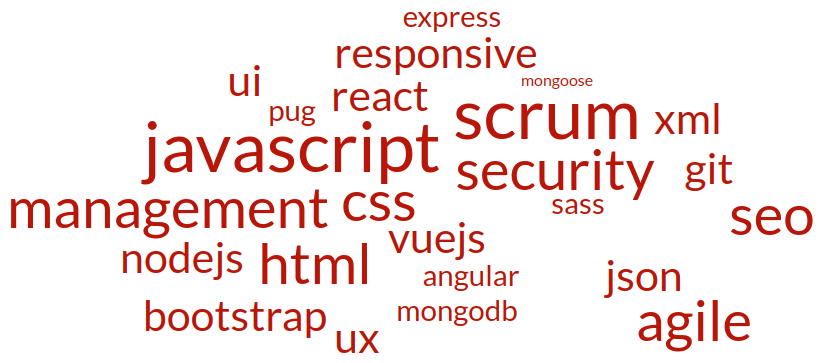 express
responsive
ui
mongoose
react
pug
scrum
xml
javascript
security
git
management
css
sass
seo
vuejs
nodejs
html
angular
json
mongodb
bootstrap
agile
ux